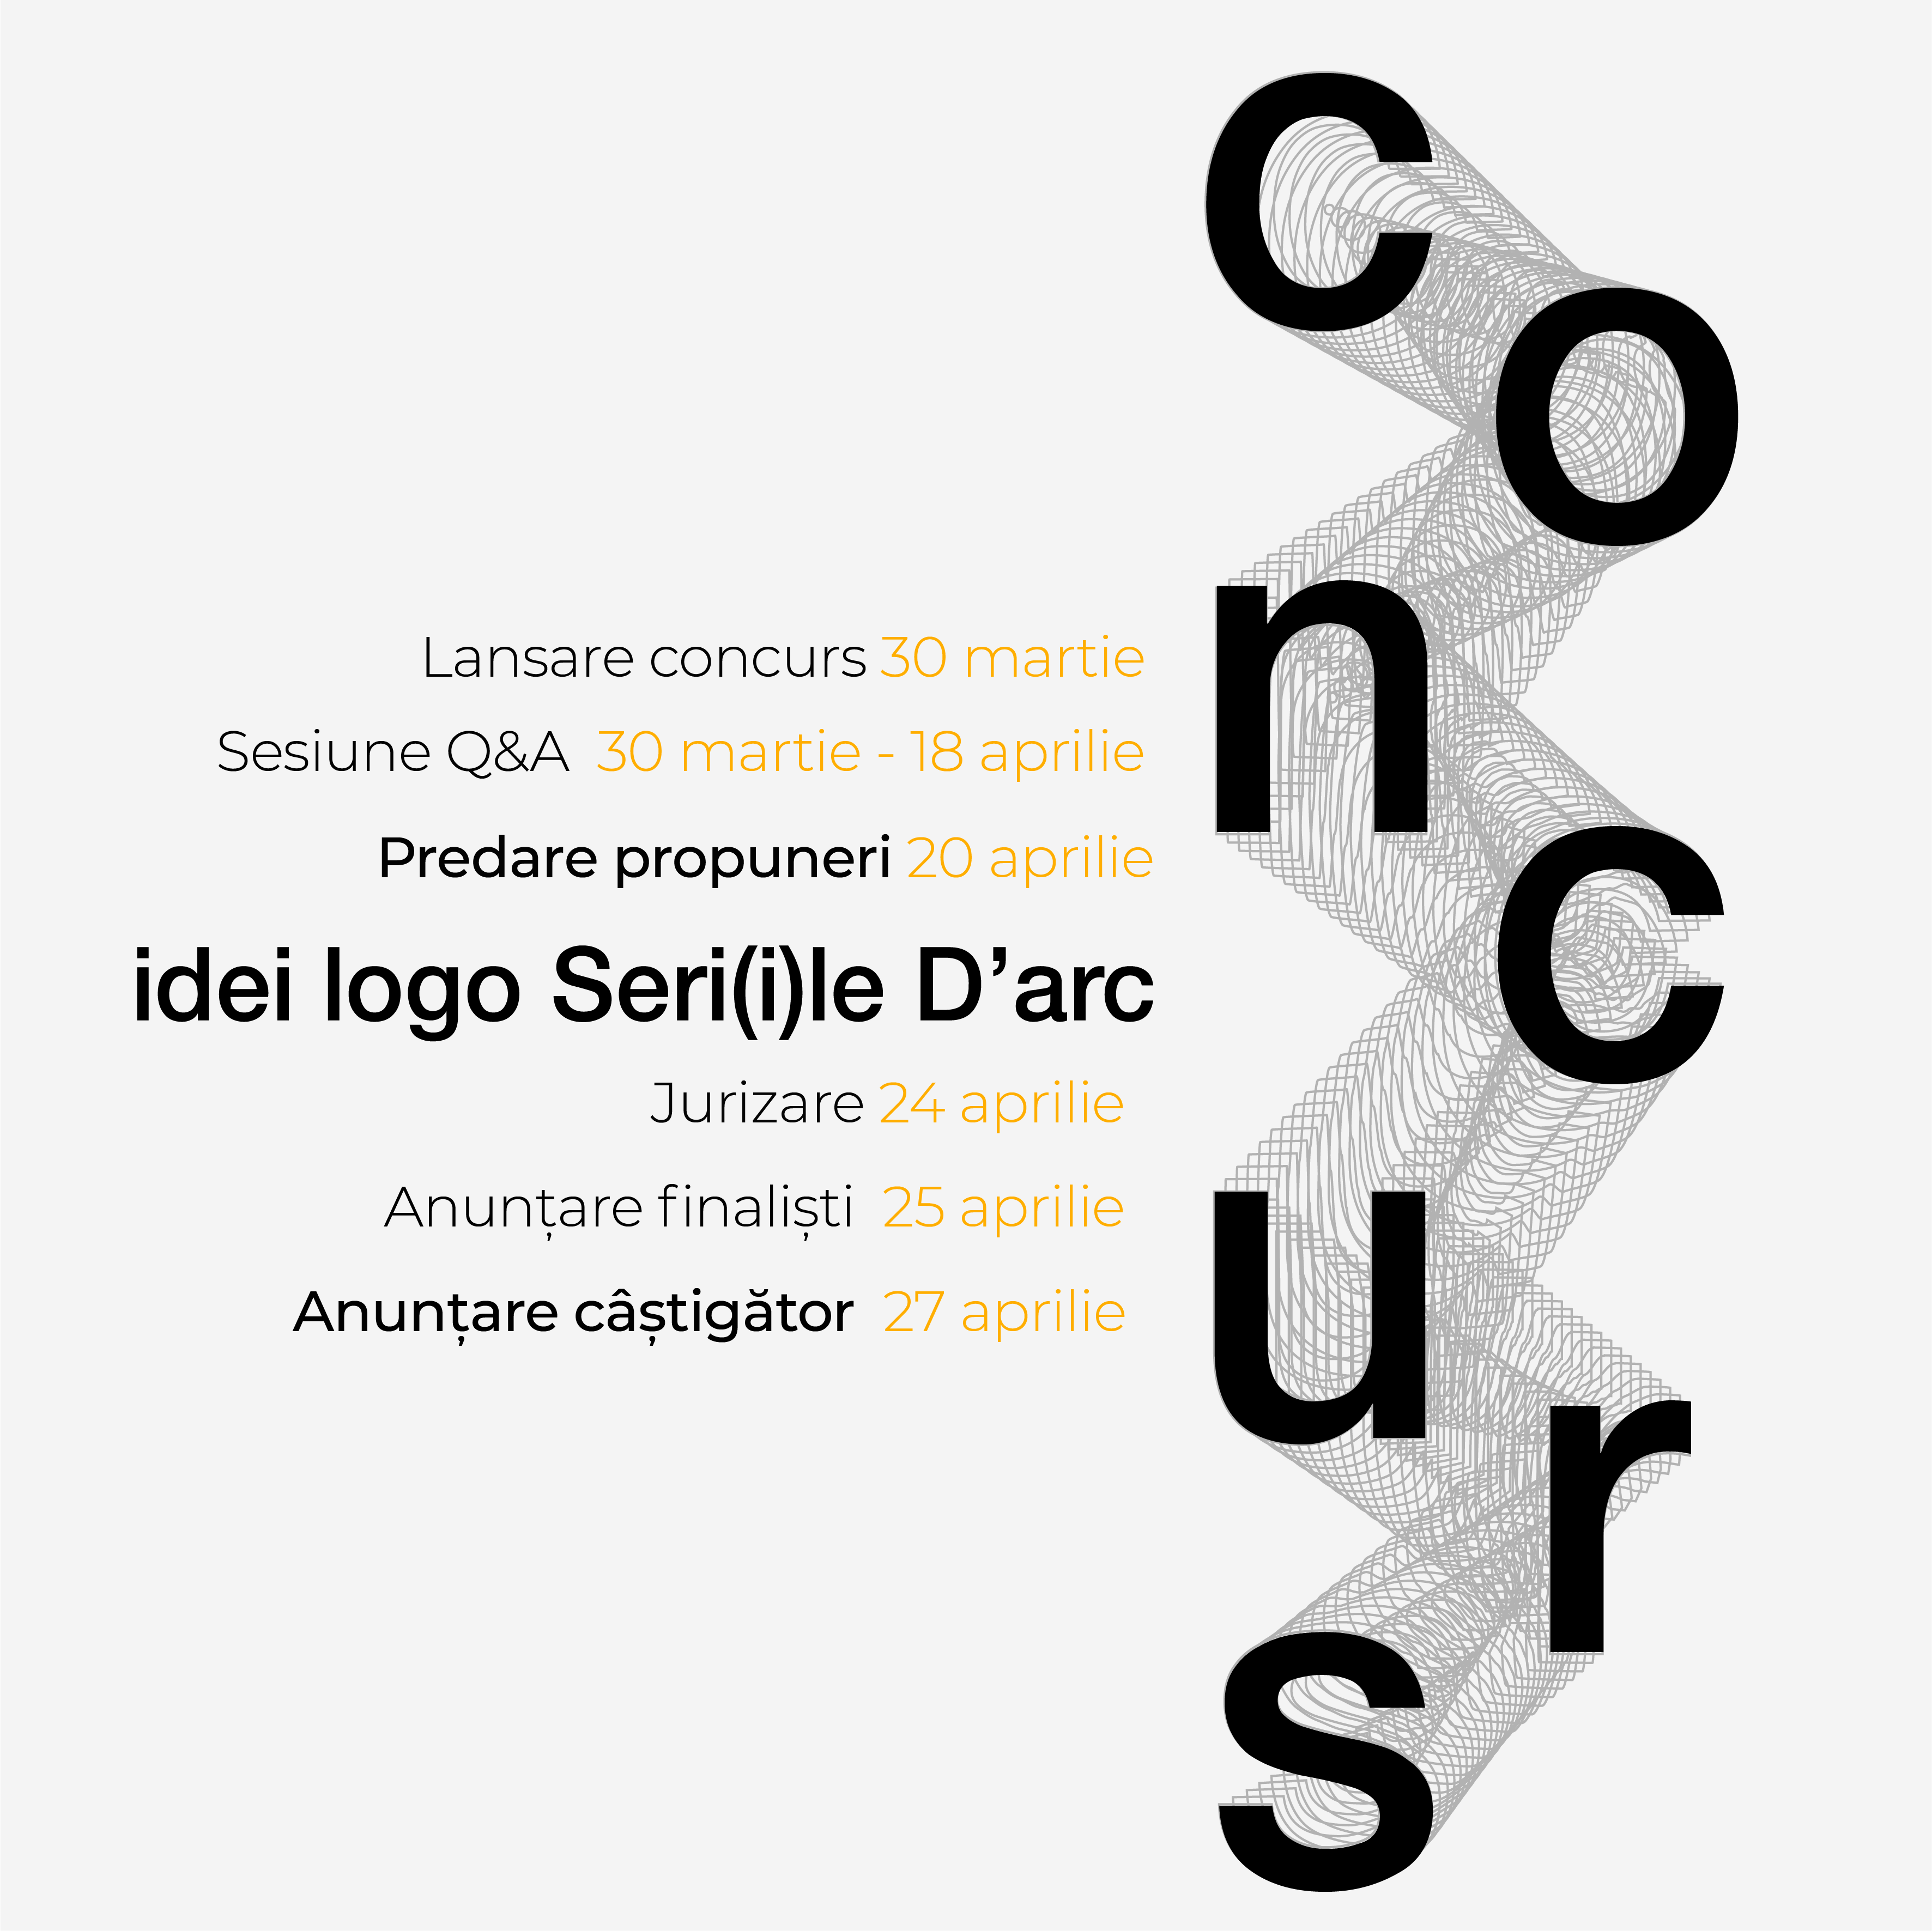 concurs
Lansare concurs 30 martie
Sesiune Q&A 30 martie - 18 aprilie
Predare propuneri 20 aprilie
idei logo Seri(i)le D’arc
Jurizare 24 aprilie
Anunțare finaliști 25 aprilie
Anunțare câștigător 27 aprilie